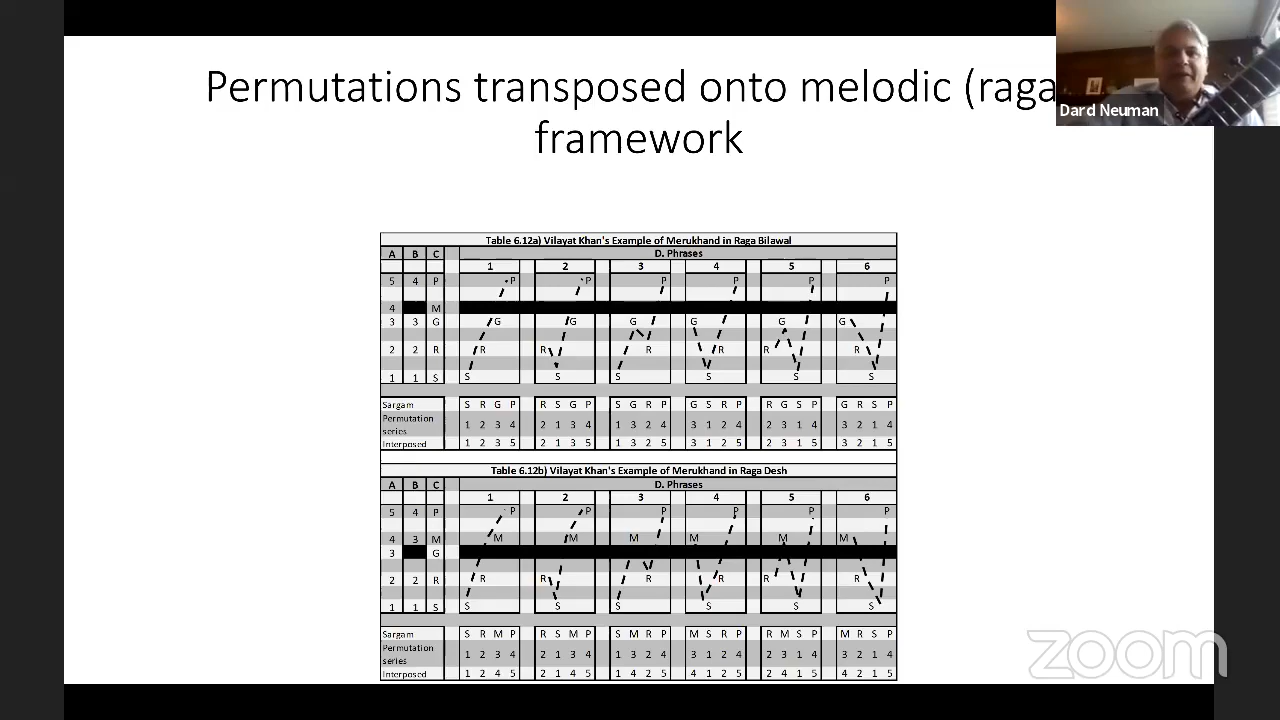 Permutations transposed onto melodic (raga
framework
Dard Neuman
Table 6.12a) Vilayat Khan's Example of Merukhand in Raga Bilawal
A B C D. Phrases
1 2 3 4 5 6
5 4 P P P P P P P
4 M
3 3 G G G G G G G
2 2 R R R R R R R
1 1 S S S S S S S
Sargam S R G P R S G P S G R P G S R P R G S P G R S P
Permutation
series 1 2 3 4 2 1 3 4 1 3 2 4 3 1 2 4 2 3 1 4 3 2 1 4
Interposed 1 2 3 5 2 1 3 5 1 3 2 5 3 1 2 5 2 3 1 5 3 2 1 5
Table 6.12b) Vilayat Khan's Example of Merukhand in Raga Desh
A B C D. Phrases
1 2 3 4 5 6
5 4 P P P P P P P
4 3 M M M M M M M
3 G
2 2 R R R R R R R
1 1 S S S S S S S
Sargam S R M P R S M P S M R P M S R P R M S P M R S P
Permutation
series 1 2 3 4 2 1 3 4 1 3 2 4 3 1 2 4 2 3 1 4 3 2 1 4
Interposed 1 2 4 5 2 1 4 5 1 4 2 5 4 1 2 5 2 4 1 5 4 2 1 5
zoom